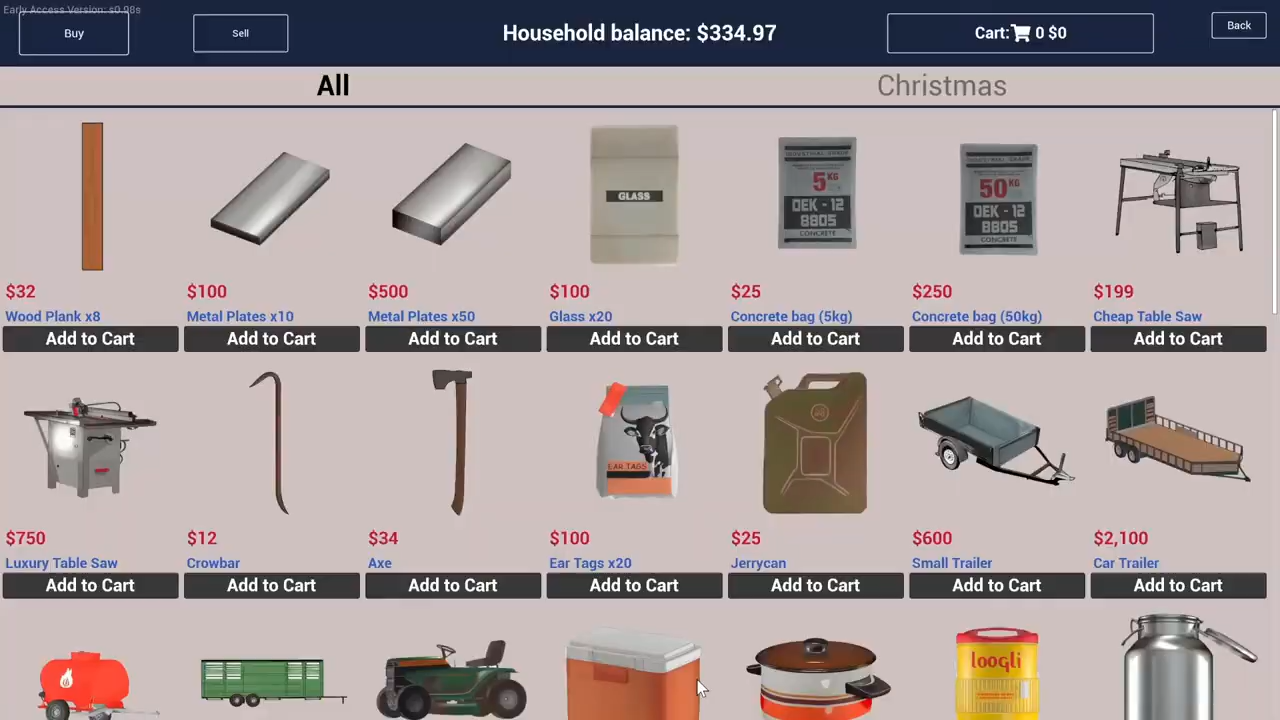 Early Access Version: s0.98s
Buy
Sell
Household balance: $334.97
Cart: 0 $0
Back
All
Christmas
GLASS
INDUSTRIAL GRADE
5KG
DEK - 12
8805
CONCRETE
INDUSTRIAL GRADE
50KG
DEK - 12
8805
CONCRETE
$32
$100
$500
$100
$25
$250
$199
Wood Plank x8
Metal Plates x10
Metal Plates x50
Glass x20
Concrete bag (5kg)
Concrete bag (50kg)
Cheap Table Saw
Add to Cart
Add to Cart
Add to Cart
Add to Cart
Add to Cart
Add to Cart
Add to Cart
EAR TAGS
$750
$12
$34
$100
$25
$600
$2,100
Luxury Table Saw
Crowbar
Axe
Ear Tags x20
Jerrycan
Small Trailer
Car Trailer
Add to Cart
Add to Cart
Add to Cart
Add to Cart
Add to Cart
Add to Cart
Add to Cart
looqli